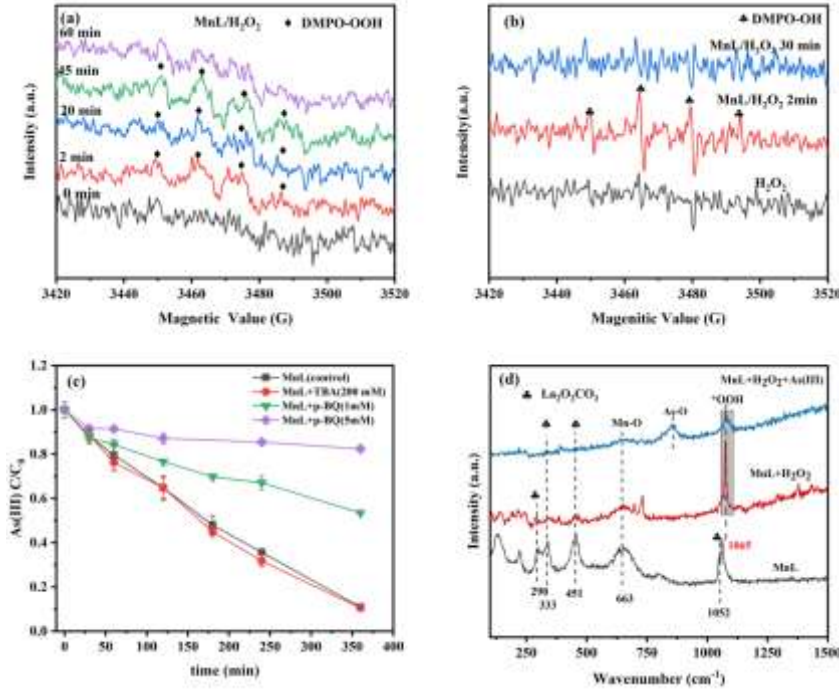 (a) MnL/H₂O₂ ♦ DMPO-OOH
60 min
45 min
20 min
2 min
0 min
Intensity (a.u.)
3420 3440 3460 3480 3500 3520
Magnetic Value (G)
(b) ♣ DMPO-OH
MnL/H₂O₂ 30 min
MnL/H₂O₂ 2min
H₂O₂
Intensity(a.u.)
3420 3440 3460 3480 3500 3520
Magenitic Value (G)
(c)
MnL(control)
MnL+TBA(200 mM)
MnL+p-BQ(1mM)
MnL+p-BQ(5mM)
As(III) C/C₀
1.2
1.0
0.8
0.6
0.4
0.2
0.0
0 50 100 150 200 250 300 350 400
time (min)
(d) MnL+H₂O₂+As(III)
♣ La₂O₂CO₃
*OOH
Mn-O As-O
MnL+H₂O₂
1065
MnL
290
333 451 663 1052
Intensity (a.u.)
250 500 750 1000 1250 1500
Wavenumber (cm⁻¹)